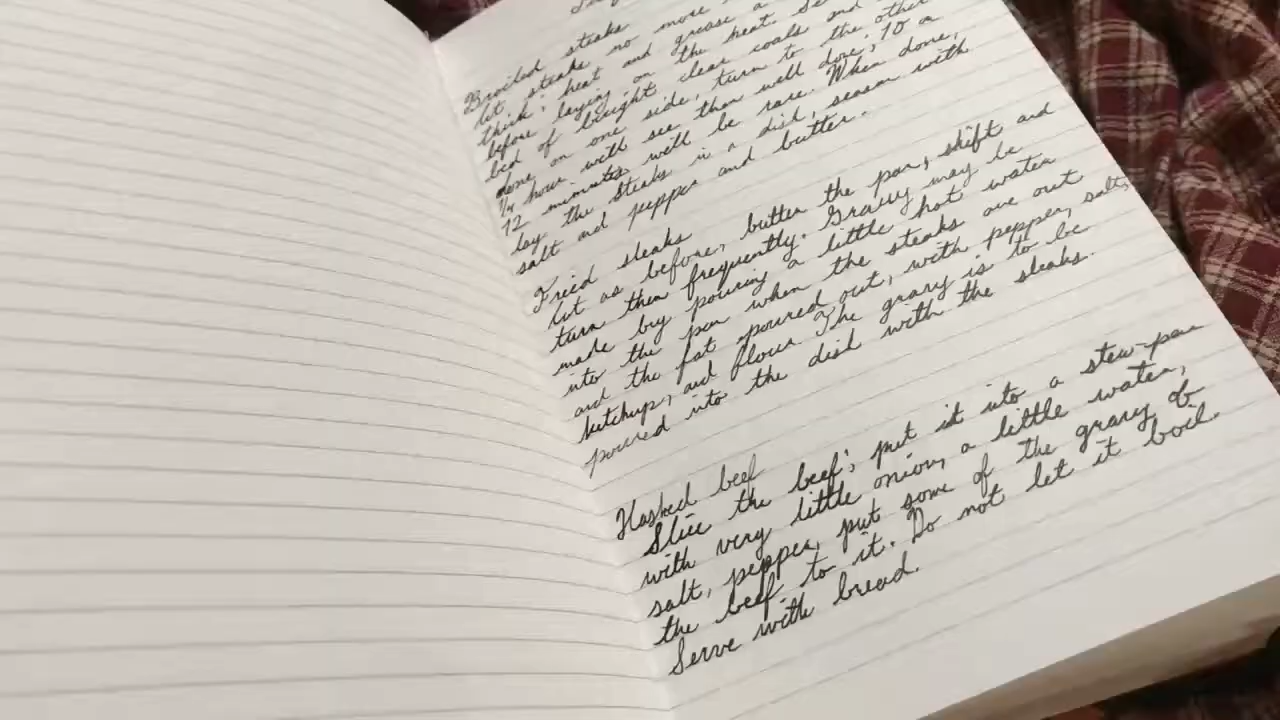 Broiled steaks
cut steaks no more
thick; heat and grease a
before laying on the heat. Se
bed of bright clear coals and
done on one side, turn to the other
1/4 hour with see them well done; 10 a
12 minutes will be rare. When done,
lay the steaks in a dish, season with
salt and pepper and butter.
Fried steaks
Cut as before, butter the pan, shift and
turn them frequently. Gravy may be
made by pouring a little hot water
into the pan when the steaks are out
and the fat poured out, with pepper, salt,
ketchup, and flour. The gravy is to be
poured into the dish with the steaks.
Hashed beef
Slice the beef; put it into a stew-pan
with very little onion, a little water,
salt, pepper, put some of the gravy of
the beef to it. Do not let it boil.
Serve with bread.